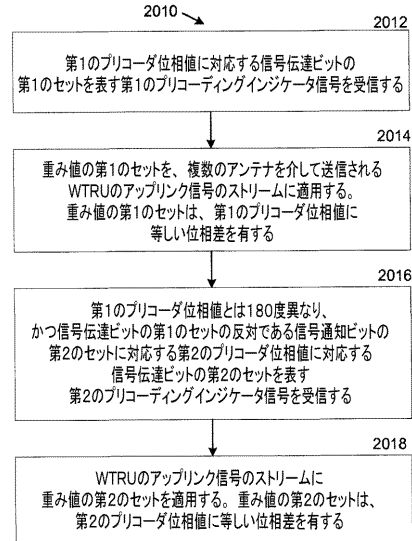 2010
2012
第1のプリコーダ位相値に対応する信号伝達ビットの
第1のセットを表す第1のプリコーディングインジケータ信号を受信する
2014
重み値の第1のセットを、複数のアンテナを介して送信される
WTRUのアップリンク信号のストリームに適用する。
重み値の第1のセットは、第1のプリコーダ位相値に
等しい位相差を有する
2016
第1のプリコーダ位相値とは180度異なり、
かつ信号伝達ビットの第1のセットの反対である信号通知ビットの
第2のセットに対応する第2のプリコーダ位相値に対応する
信号伝達ビットの第2のセットを表す
第2のプリコーディングインジケータ信号を受信する
2018
WTRUのアップリンク信号のストリームに
重み値の第2のセットを適用する。重み値の第2のセットは、
第2のプリコーダ位相値に等しい位相差を有する